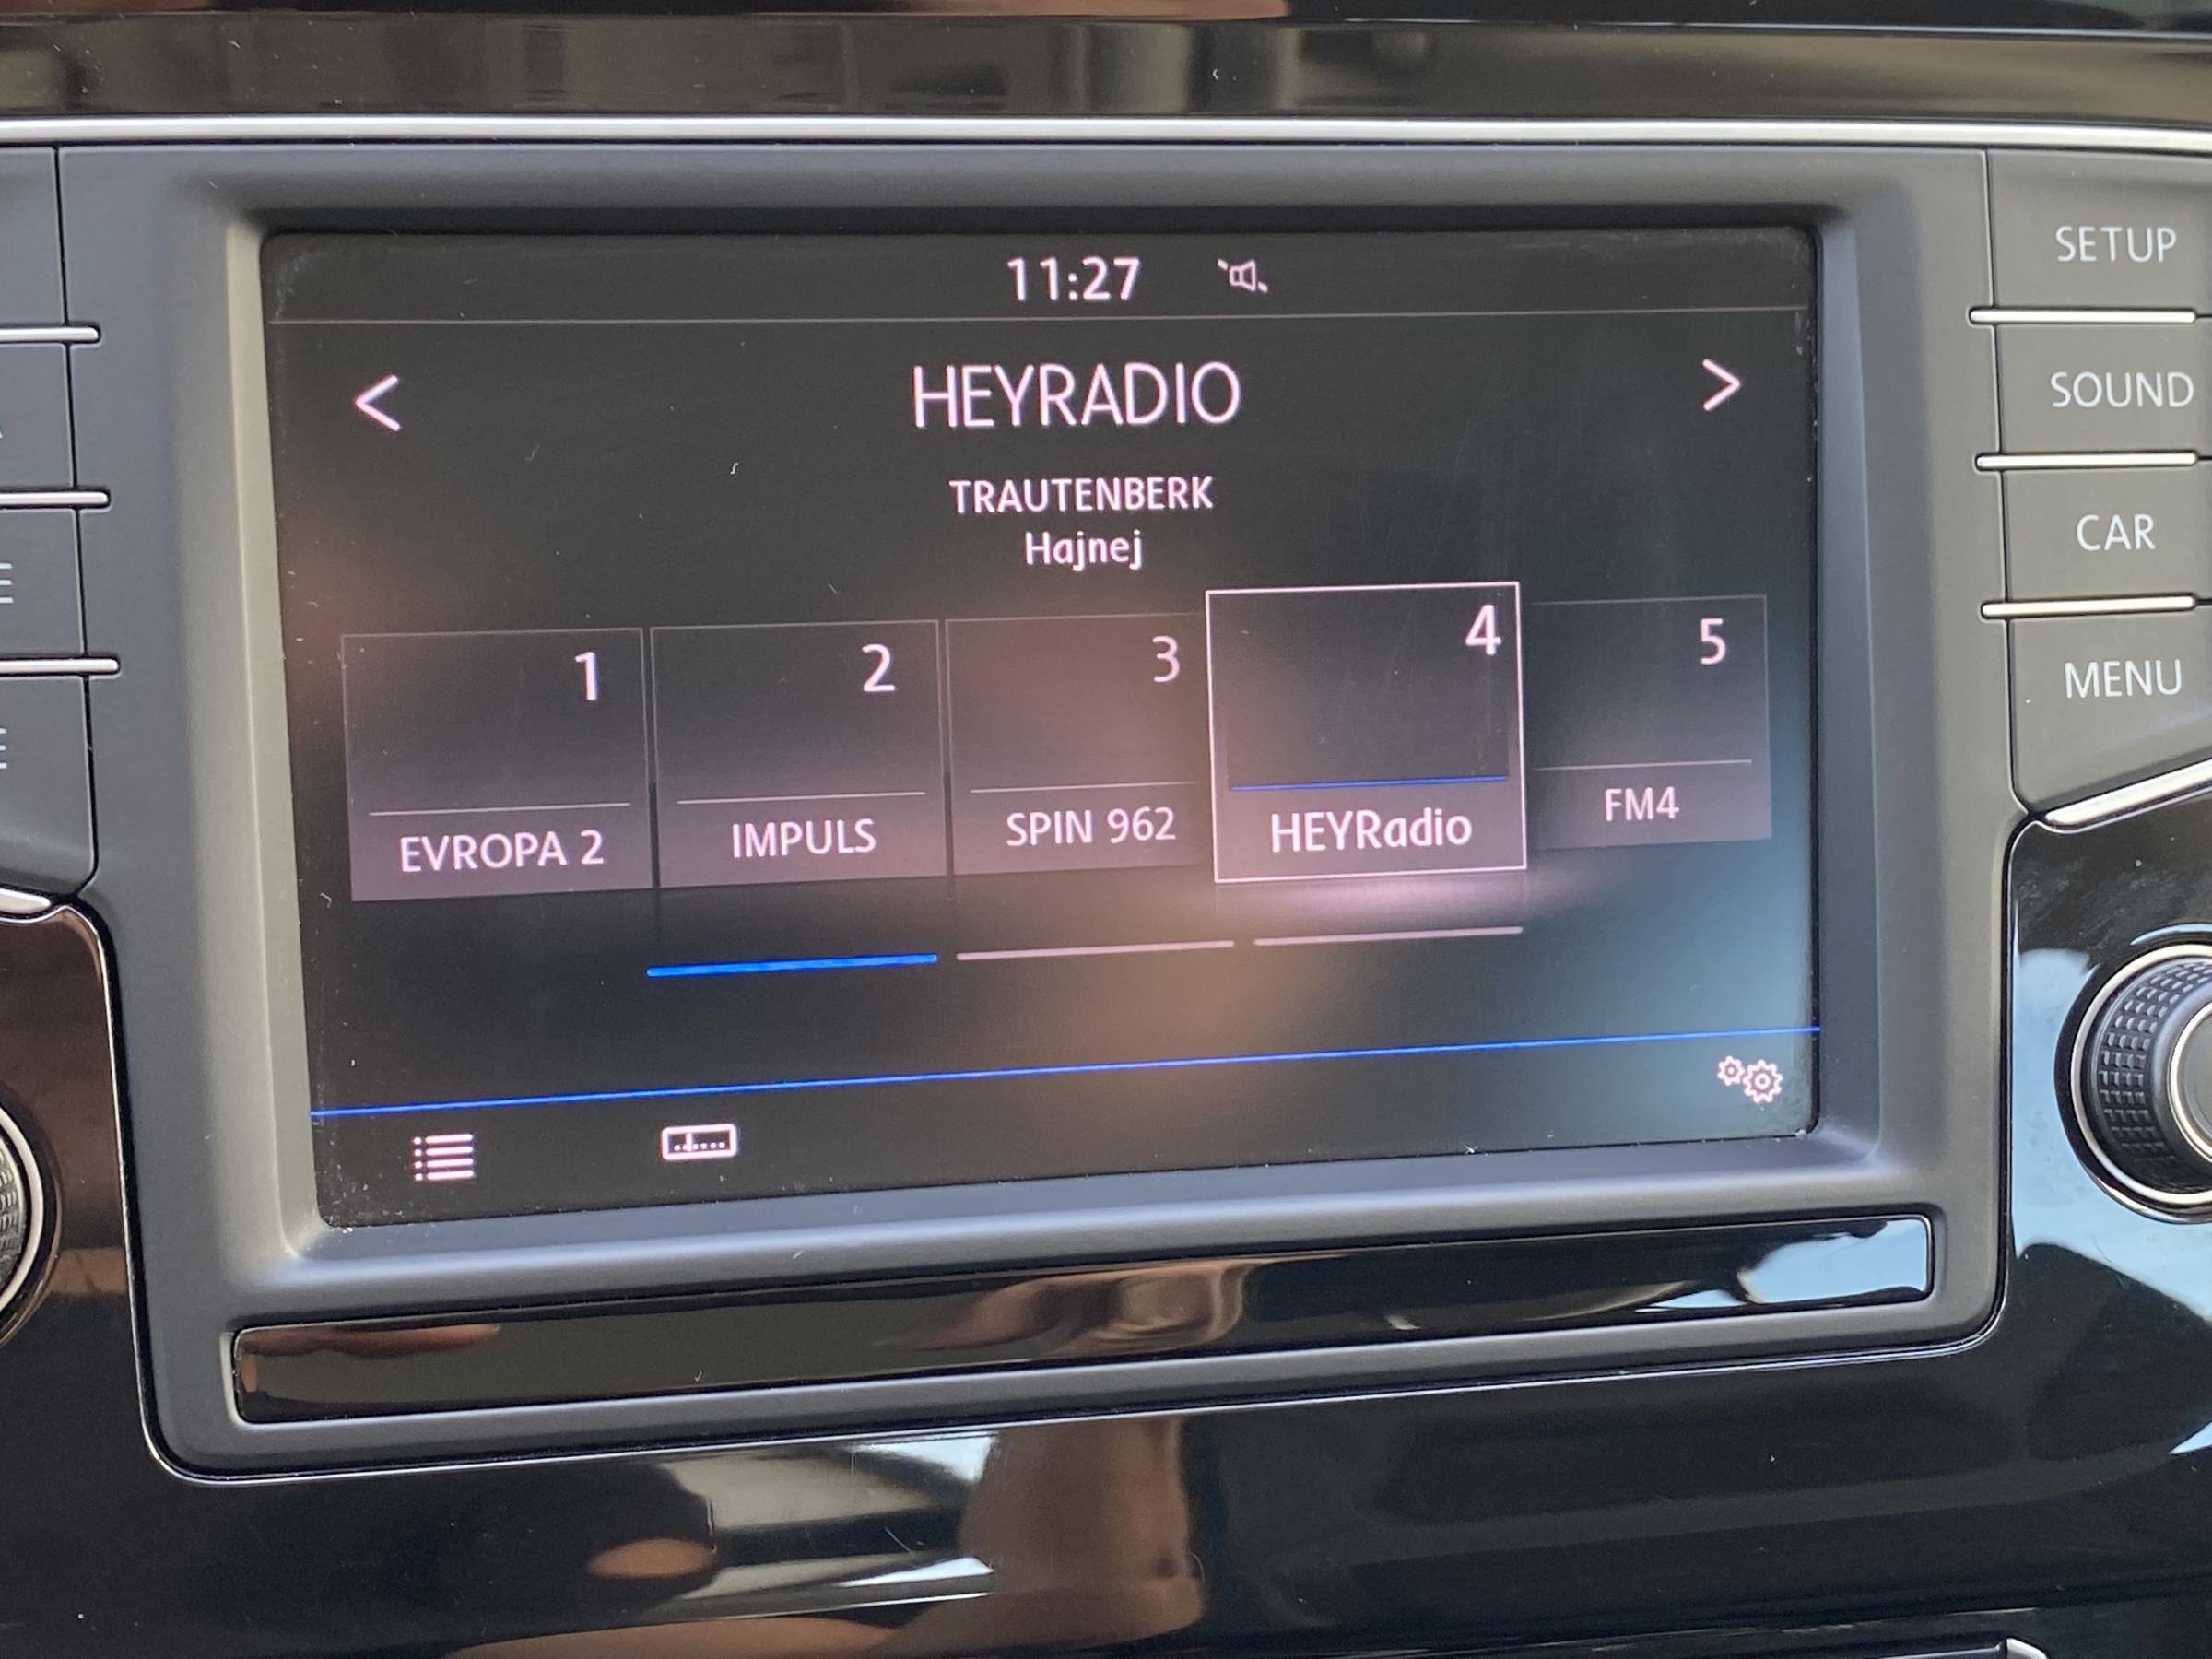 11:27
HEYRADIO
TRAUTENBERK
Hajnej
1 2 3 4 5
EVROPA 2 IMPULS SPIN 962 HEYRadio FM4
SETUP
SOUND
CAR
MENU